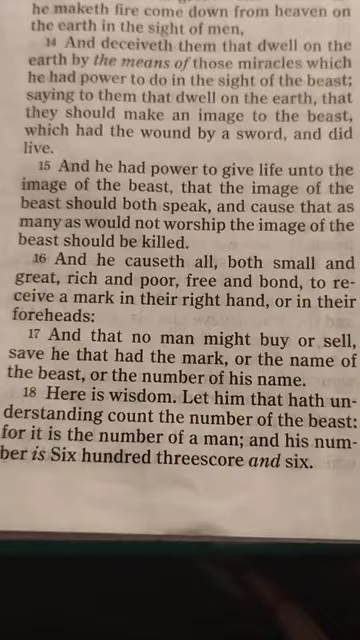 he maketh fire come down from heaven on
the earth in the sight of men,
14 And deceiveth them that dwell on the
earth by the means of those miracles which
he had power to do in the sight of the beast;
saying to them that dwell on the earth, that
they should make an image to the beast,
which had the wound by a sword, and did
live.
15 And he had power to give life unto the
image of the beast, that the image of the
beast should both speak, and cause that as
many as would not worship the image of the
beast should be killed.
16 And he causeth all, both small and
great, rich and poor, free and bond, to re-
ceive a mark in their right hand, or in their
foreheads:
17 And that no man might buy or sell,
save he that had the mark, or the name of
the beast, or the number of his name.
18 Here is wisdom. Let him that hath un-
derstanding count the number of the beast:
for it is the number of a man; and his num-
ber is Six hundred threescore and six.